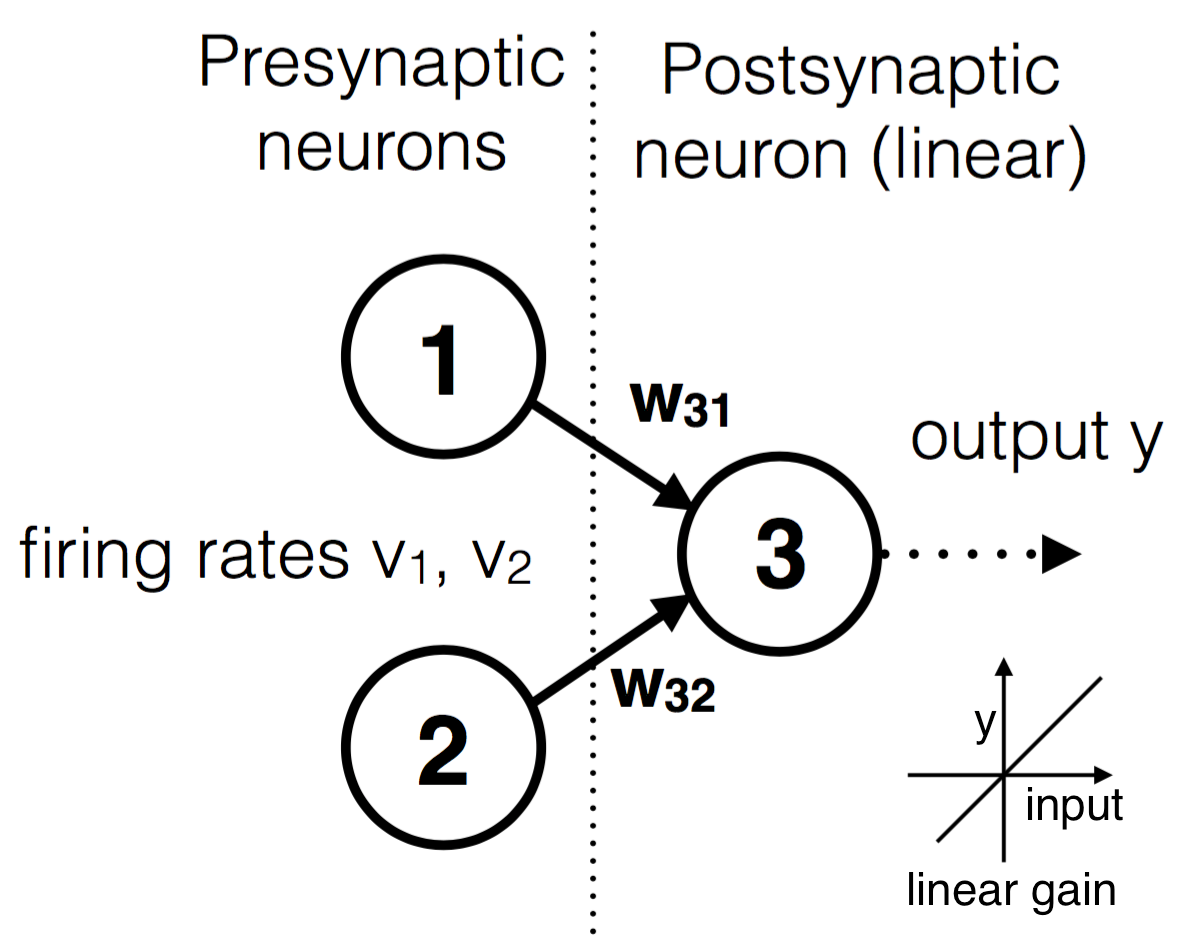 Presynaptic
neurons
Postsynaptic
neuron (linear)
1
w31
output y
3
firing rates v1, v2
w32
2
y
input
linear gain